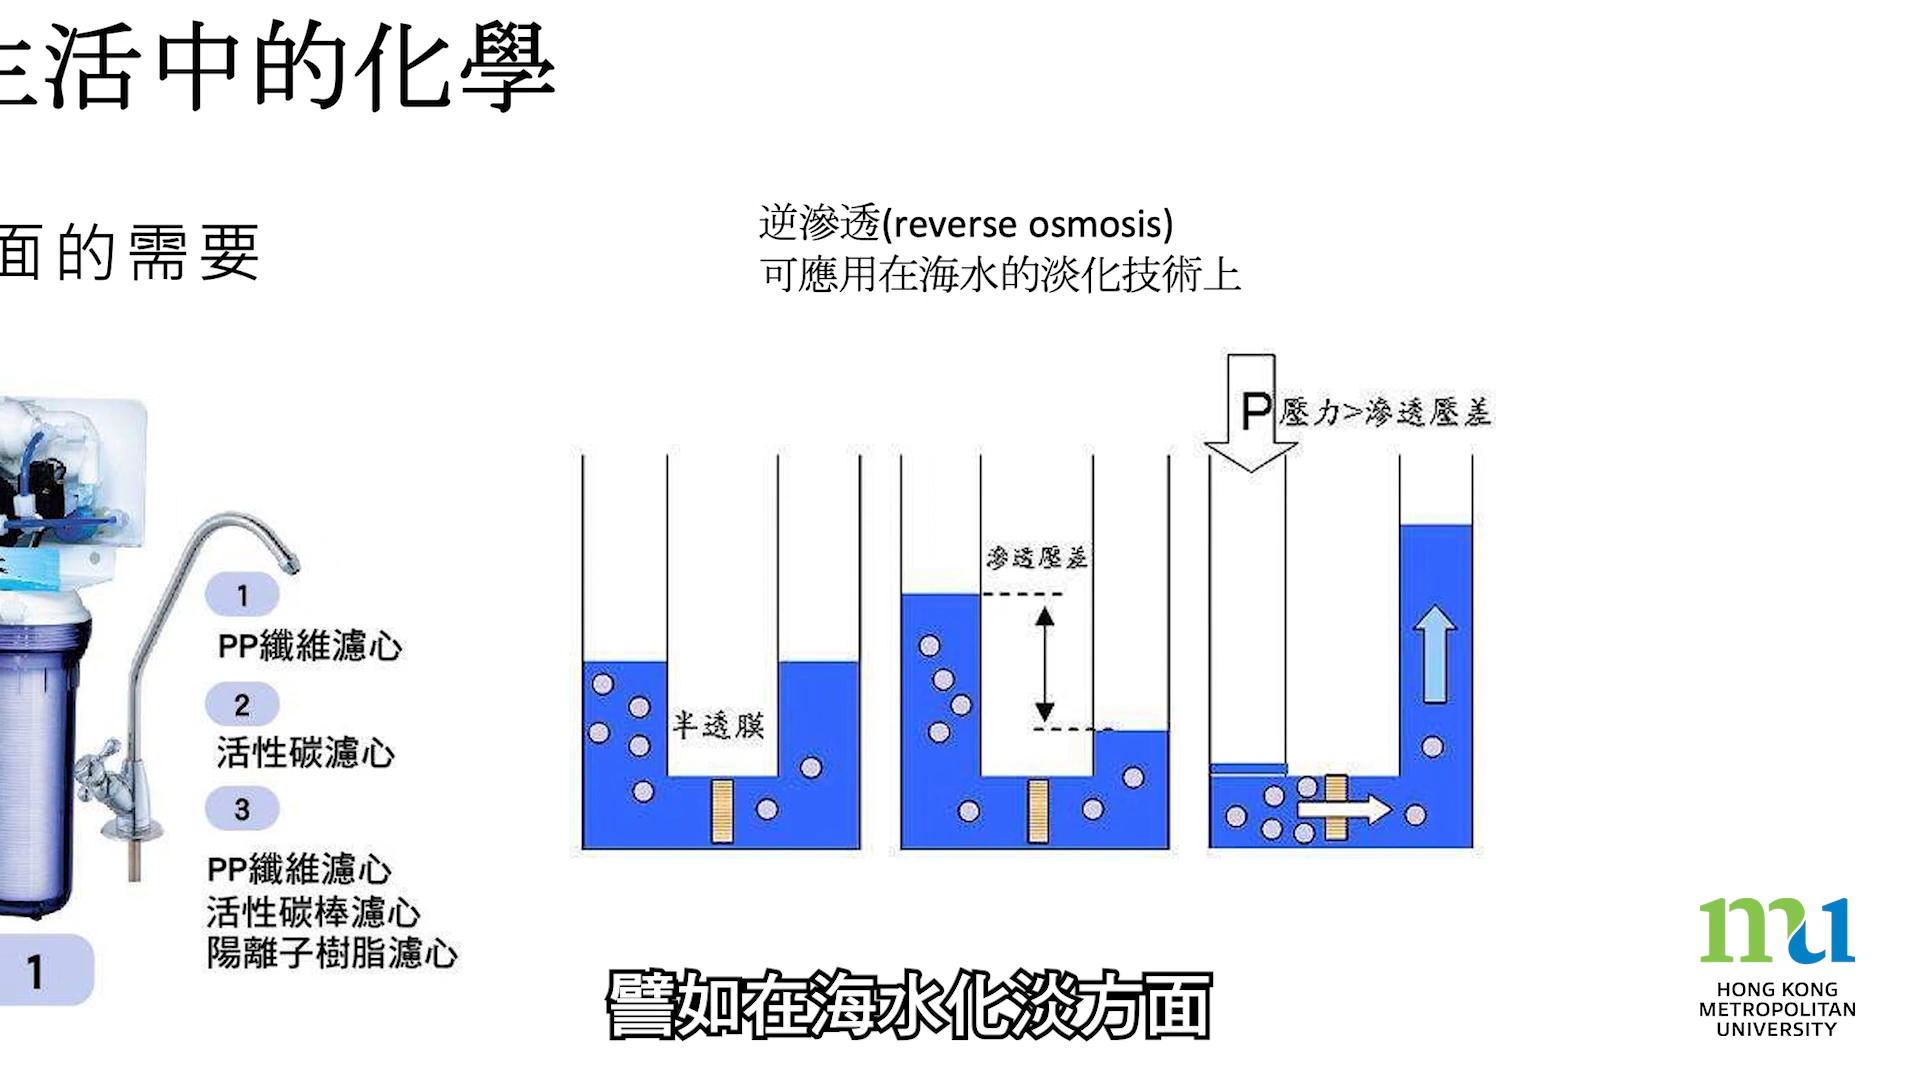 生活中的化學
面的需要
逆滲透(reverse osmosis)
可應用在海水的淡化技術上
P
壓力>滲透壓差
滲透壓差
半透膜
1
PP纖維濾心
2
活性碳濾心
3
PP纖維濾心
活性碳棒濾心
陽離子樹脂濾心
1
譬如在海水化淡方面
mu
HONG KONG
METROPOLITAN
UNIVERSITY